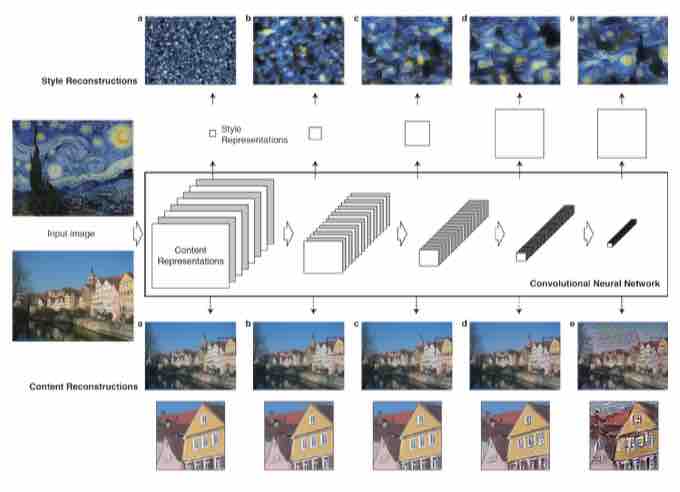 a b c d e
Style Reconstructions
Style
Representations
Input image
Content
Representations
Convolutional Neural Network
a b c d e
Content Reconstructions